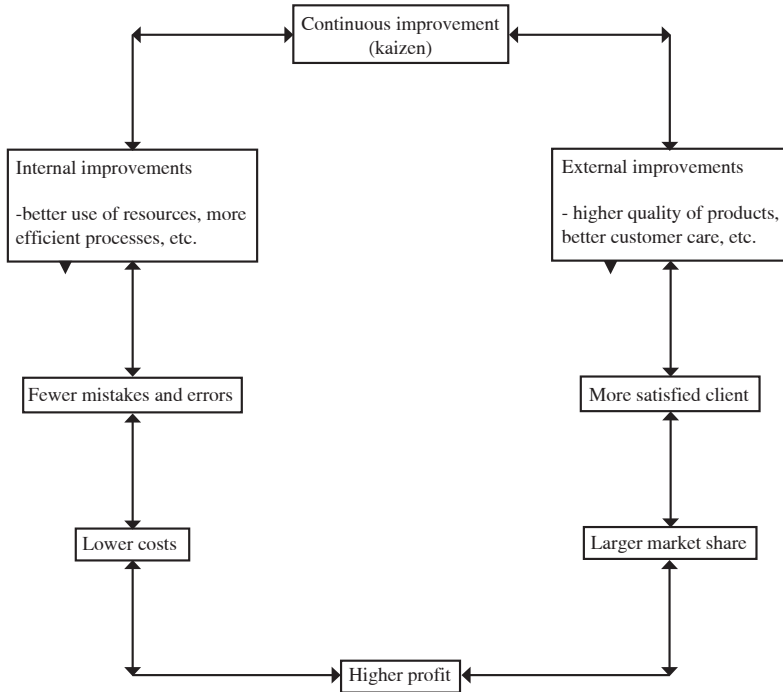 Continuous improvement
(kaizen)
Internal improvements
-better use of resources, more
efficient processes, etc.
External improvements
- higher quality of products,
better customer care, etc.
Fewer mistakes and errors
More satisfied client
Lower costs
Larger market share
Higher profit